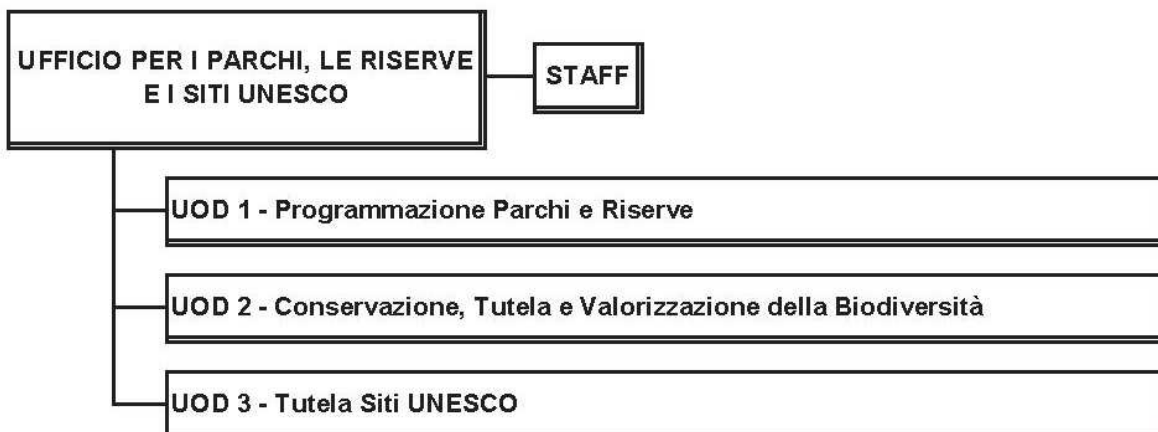 UFFICIO PER I PARCHI, LE RISERVE
E I SITI UNESCO
STAFF
UOD 1 - Programmazione Parchi e Riserve
UOD 2 - Conservazione, Tutela e Valorizzazione della Biodiversità
UOD 3 - Tutela Siti UNESCO